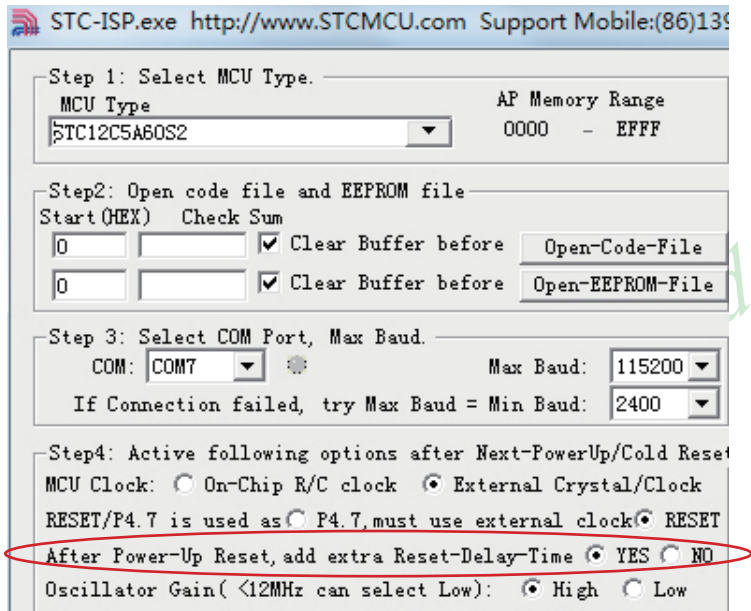 STC-ISP.exe http://www.STCMCU.com Support Mobile:(86)139
Step 1: Select MCU Type.
MCU Type AP Memory Range
STC12C5A60S2 0000 - EFFF
Step2: Open code file and EEPROM file
Start(HEX) Check Sum
0 Clear Buffer before Open-Code-File
0 Clear Buffer before Open-EEPROM-File
Step 3: Select COM Port, Max Baud.
COM: COM7 Max Baud: 115200
If Connection failed, try Max Baud = Min Baud: 2400
Step4: Active following options after Next-PowerUp/Cold Reset
MCU Clock: On-Chip R/C clock External Crystal/Clock
RESET/P4.7 is used as P4.7,must use external clock RESET
After Power-Up Reset,add extra Reset-Delay-Time YES NO
Oscillator Gain( <12MHz can select Low): High Low